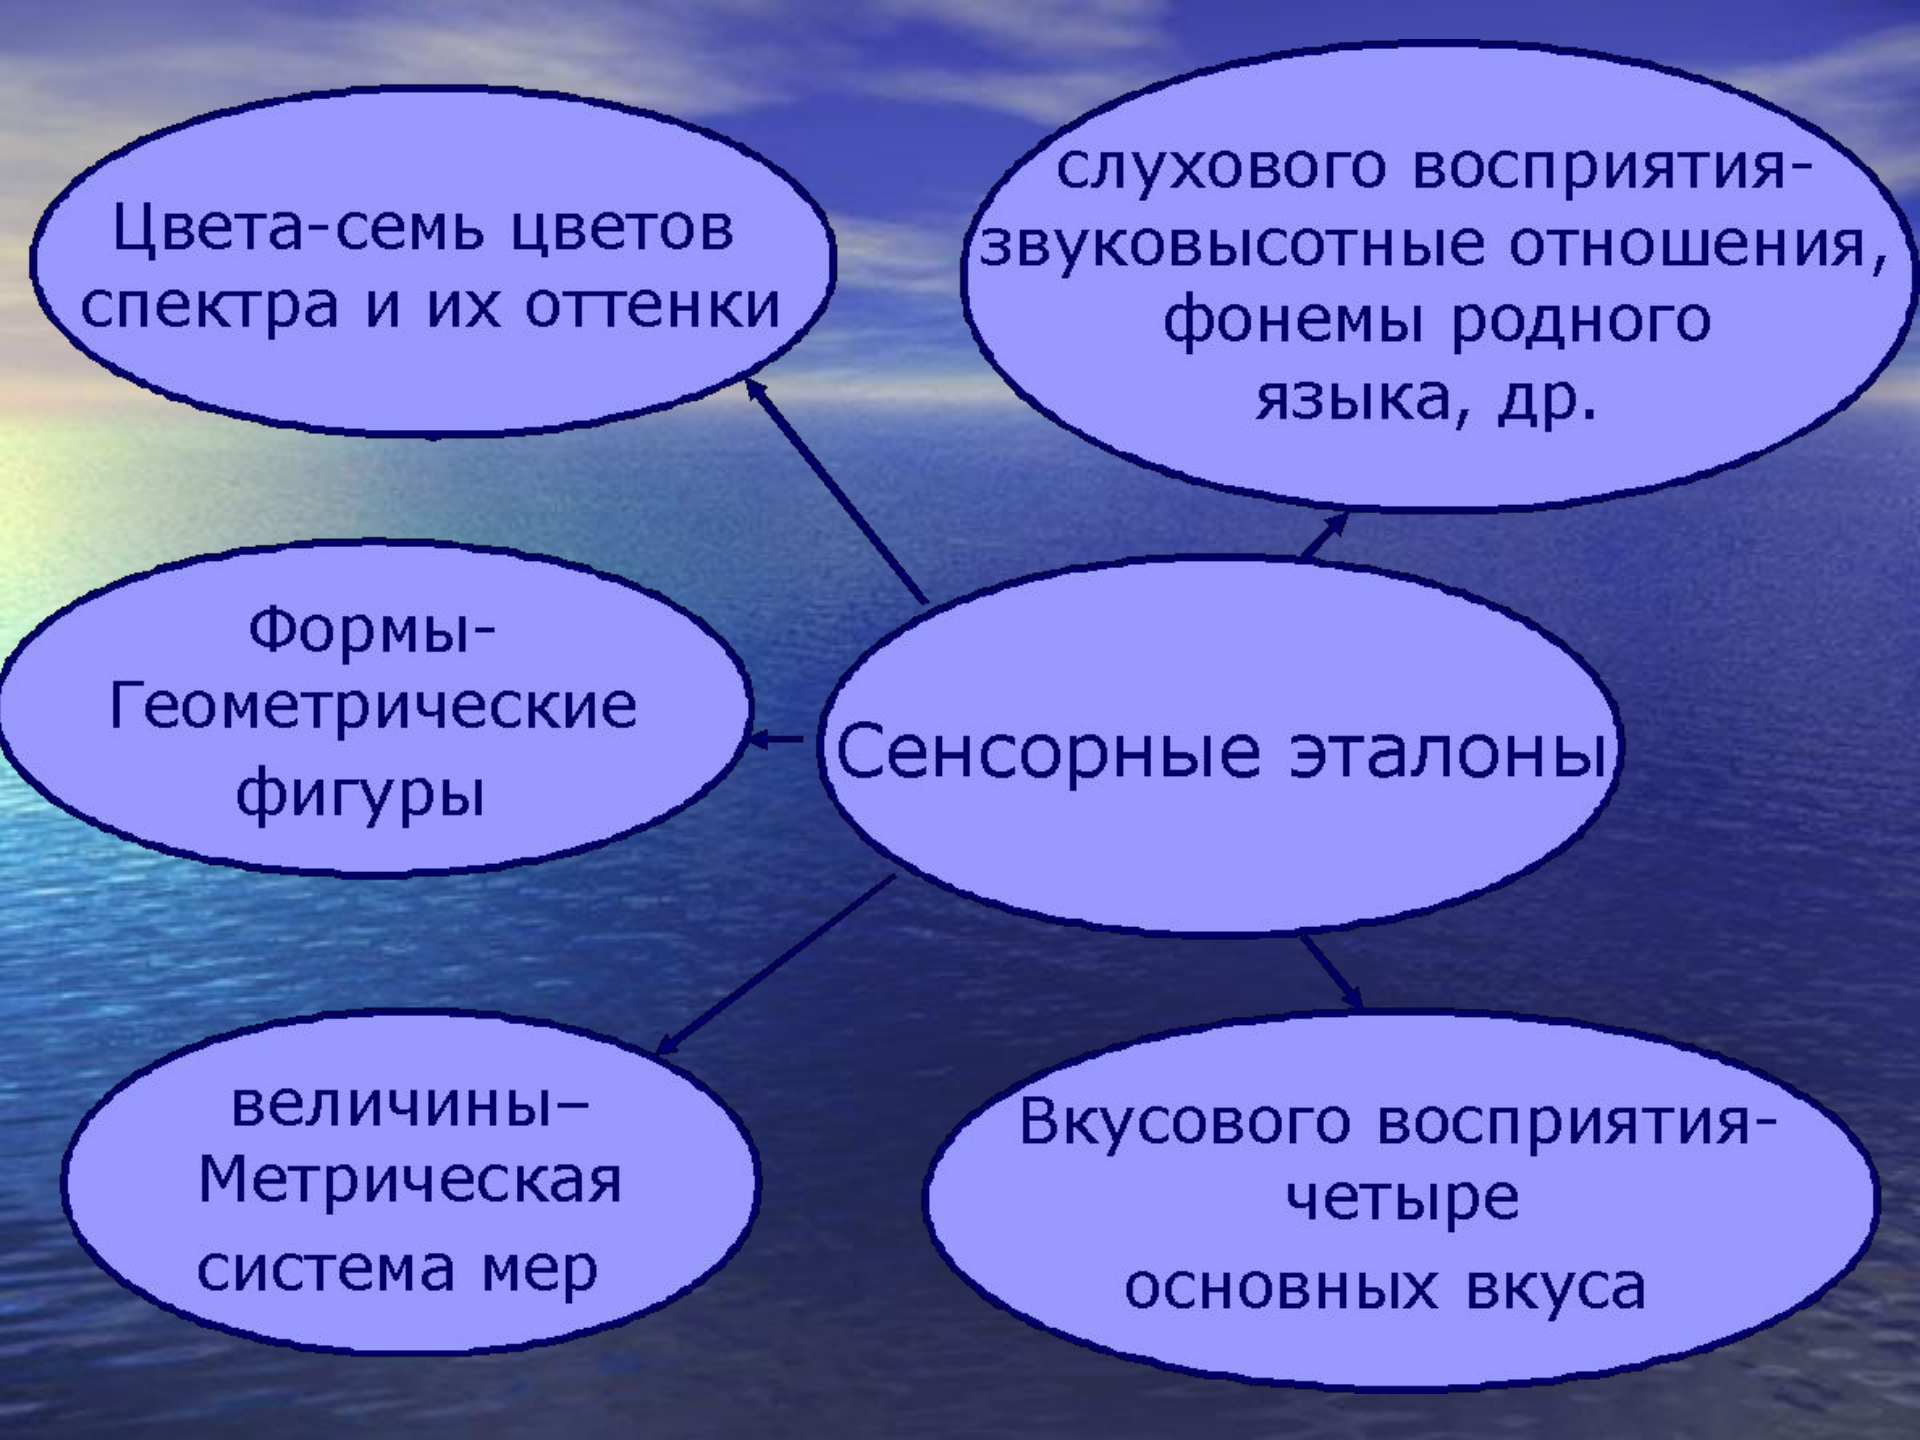 Цвета-семь цветов
спектра и их оттенки
слухового восприятия-
звуковысотные отношения,
фонемы родного
языка, др.
Формы-
Геометрические
фигуры
Сенсорные эталоны
величины–
Метрическая
система мер
Вкусового восприятия-
четыре
основных вкуса